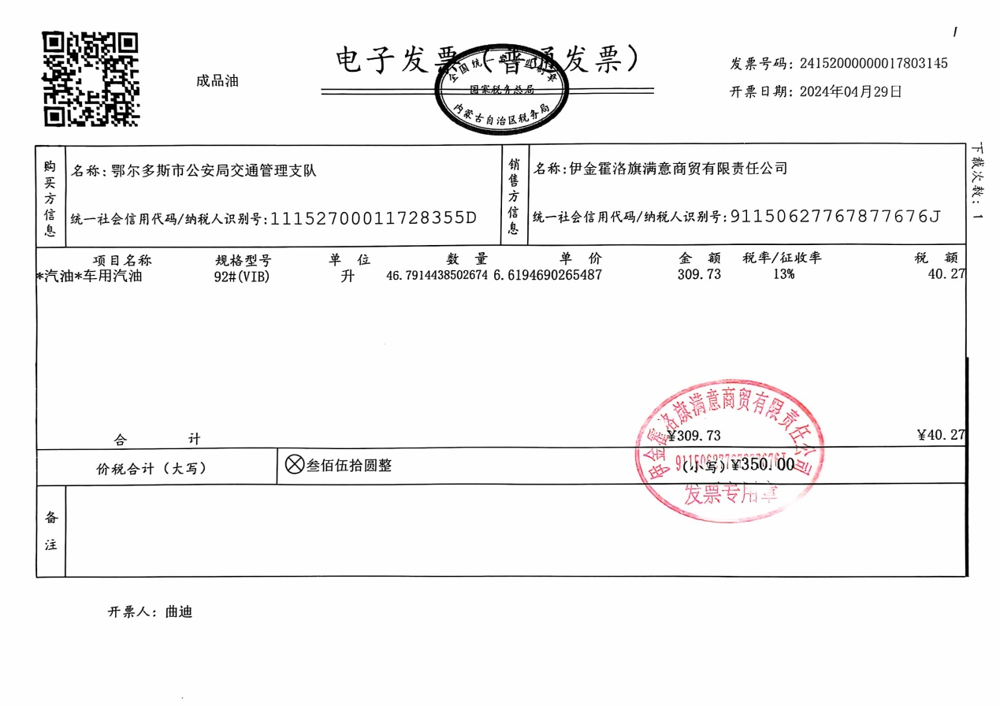 1
电子发票（普通发票）
全国统一发票监制章
国家税务总局
内蒙古自治区税务局
成品油
发票号码：24152000000017803145
开票日期：2024年04月29日
下载次数：1
购买方信息
名称：鄂尔多斯市公安局交通管理支队
统一社会信用代码/纳税人识别号：11152700011728355D
销售方信息
名称：伊金霍洛旗满意商贸有限责任公司
统一社会信用代码/纳税人识别号：91150627767877676J
项目名称 规格型号 单位 数量 单价 金额 税率/征收率 税额
*汽油*车用汽油 92#(VIB) 升 46.7914438502674 6.6194690265487 309.73 13% 40.27
合计 ¥309.73 ¥40.27
价税合计（大写） ⊗叁佰伍拾圆整 （小写）¥350.00
伊金霍洛旗满意商贸有限责任公司
91150627767877676J
发票专用章
备注
开票人：曲迪